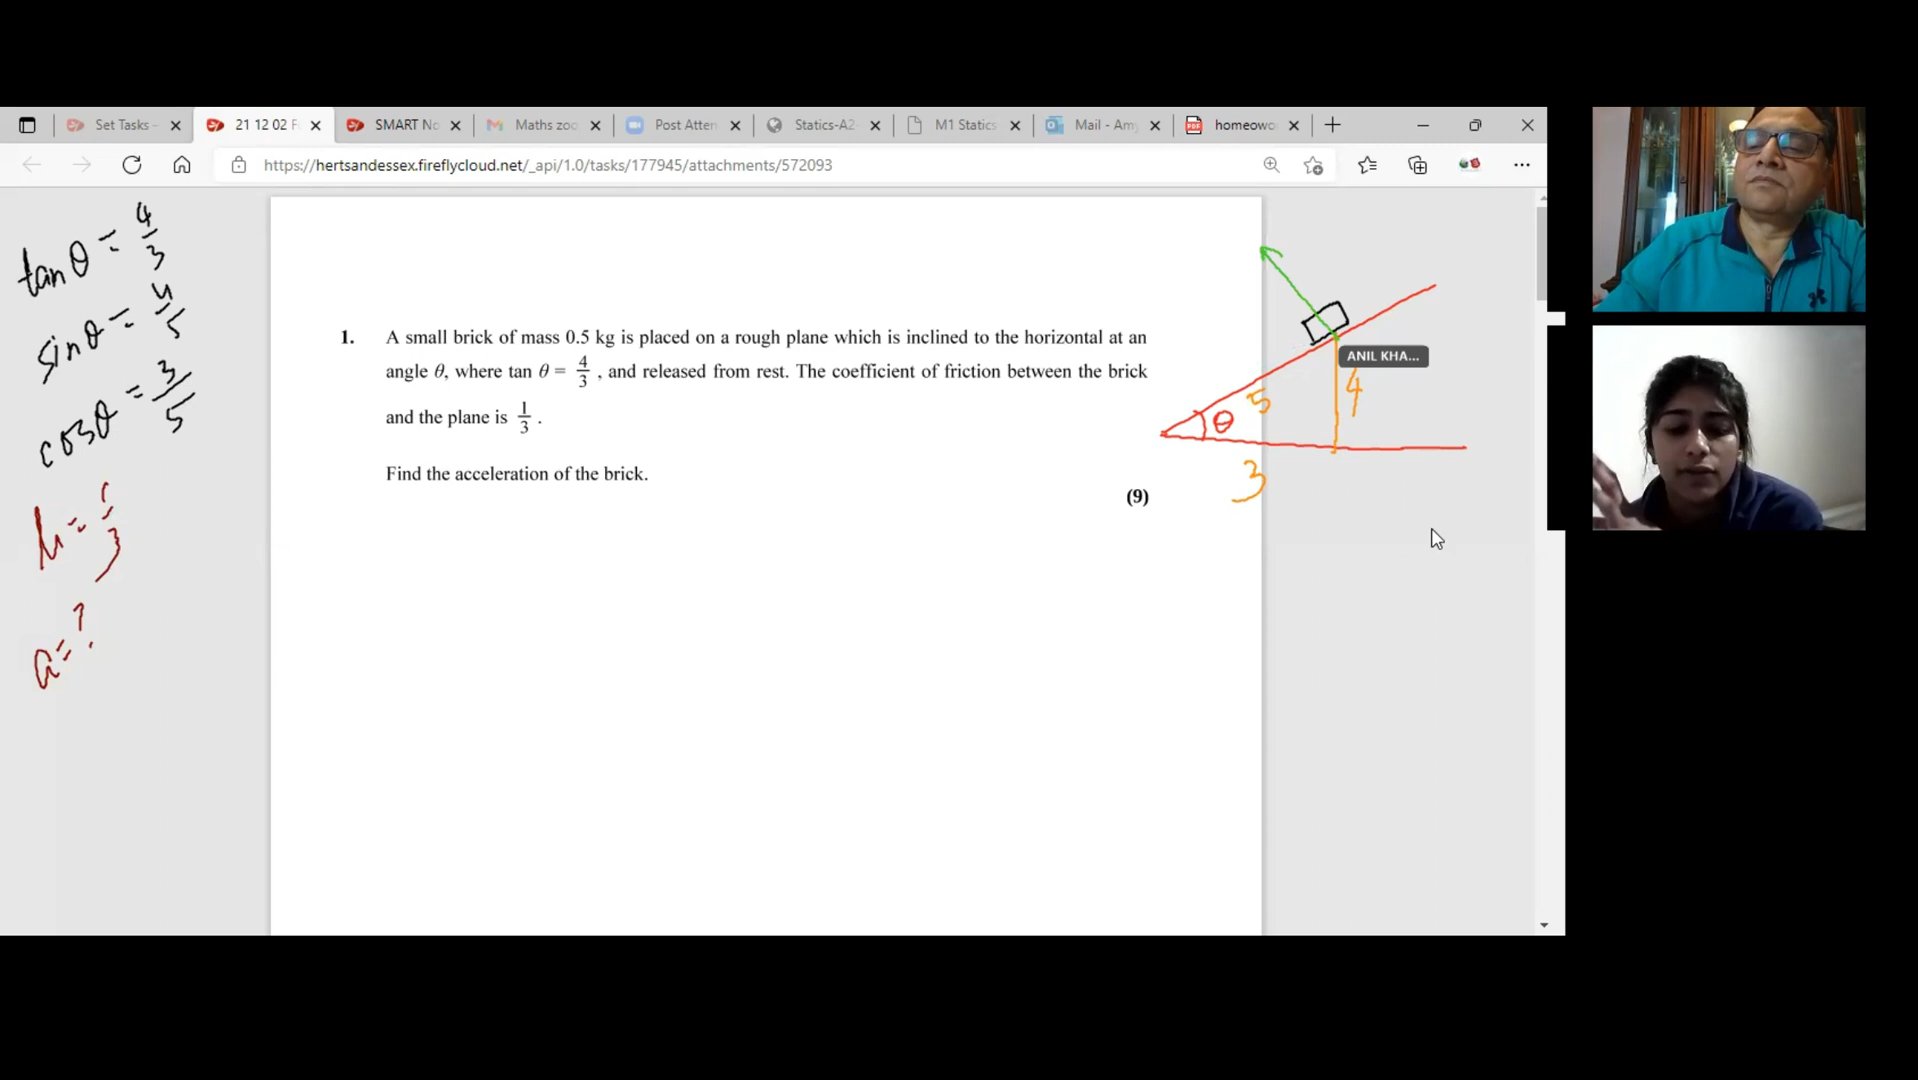 Set Tasks -
21 12 02 F
SMART No
Maths zoo
Post Atten
Statics-A2-
M1 Statics
Mail - Am
homeowo
https://hertsandessex.fireflycloud.net/_api/1.0/tasks/177945/attachments/572093
tan θ = 4/3
sin θ = 4/5
cos θ = 3/5
μ = 1/3
a = ?
1. A small brick of mass 0.5 kg is placed on a rough plane which is inclined to the horizontal at an
angle θ, where tan θ = 4/3 , and released from rest. The coefficient of friction between the brick
and the plane is 1/3 .
Find the acceleration of the brick.
(9)
ANIL KHA...
5
4
θ
3